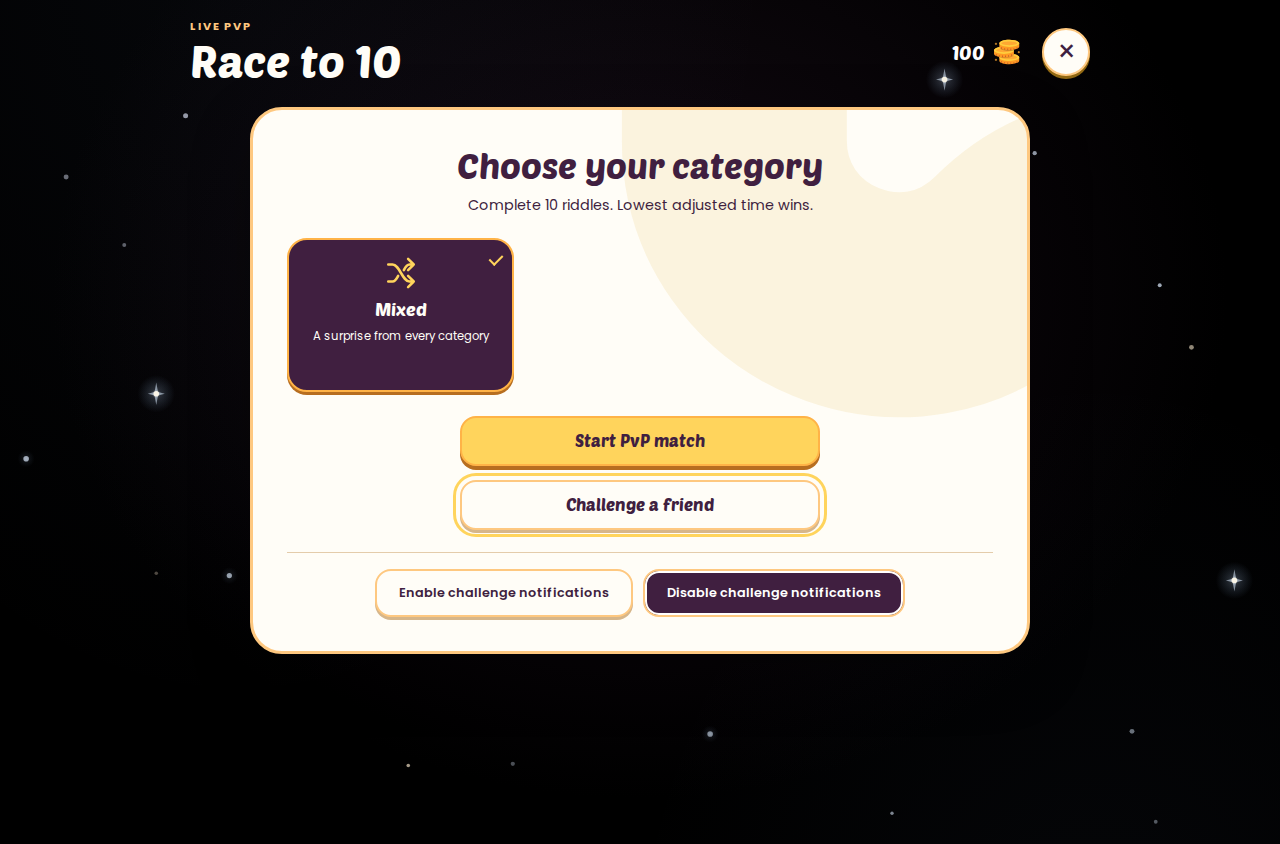 LIVE PVP
Race to 10
100
Choose your category
Complete 10 riddles. Lowest adjusted time wins.
Mixed
A surprise from every category
Start PvP match
Challenge a friend
Enable challenge notifications
Disable challenge notifications